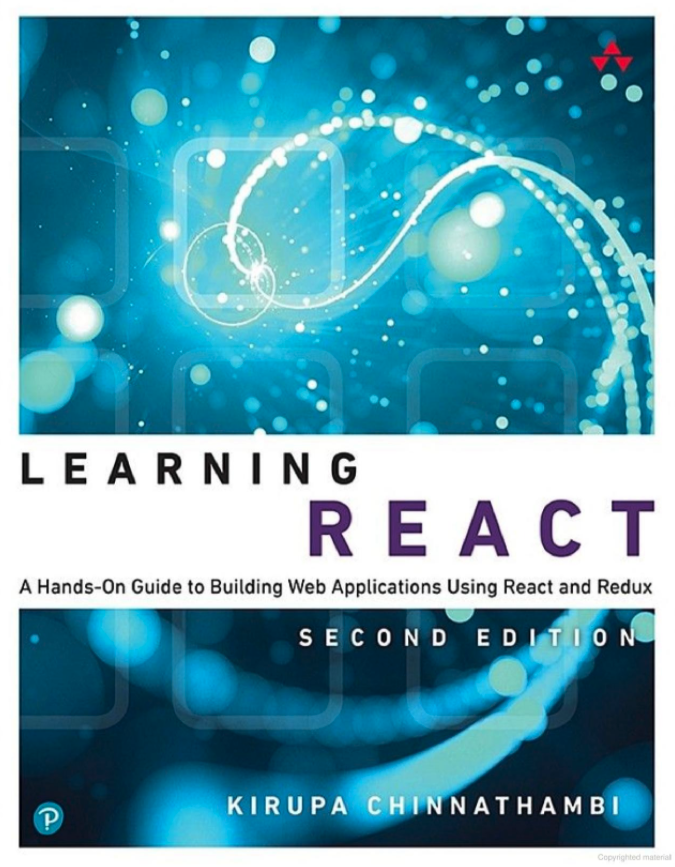 LEARNING
REACT
A Hands-On Guide to Building Web Applications Using React and Redux
SECOND EDITION
KIRUPA CHINNATHAMBI
P
Copyrighted material